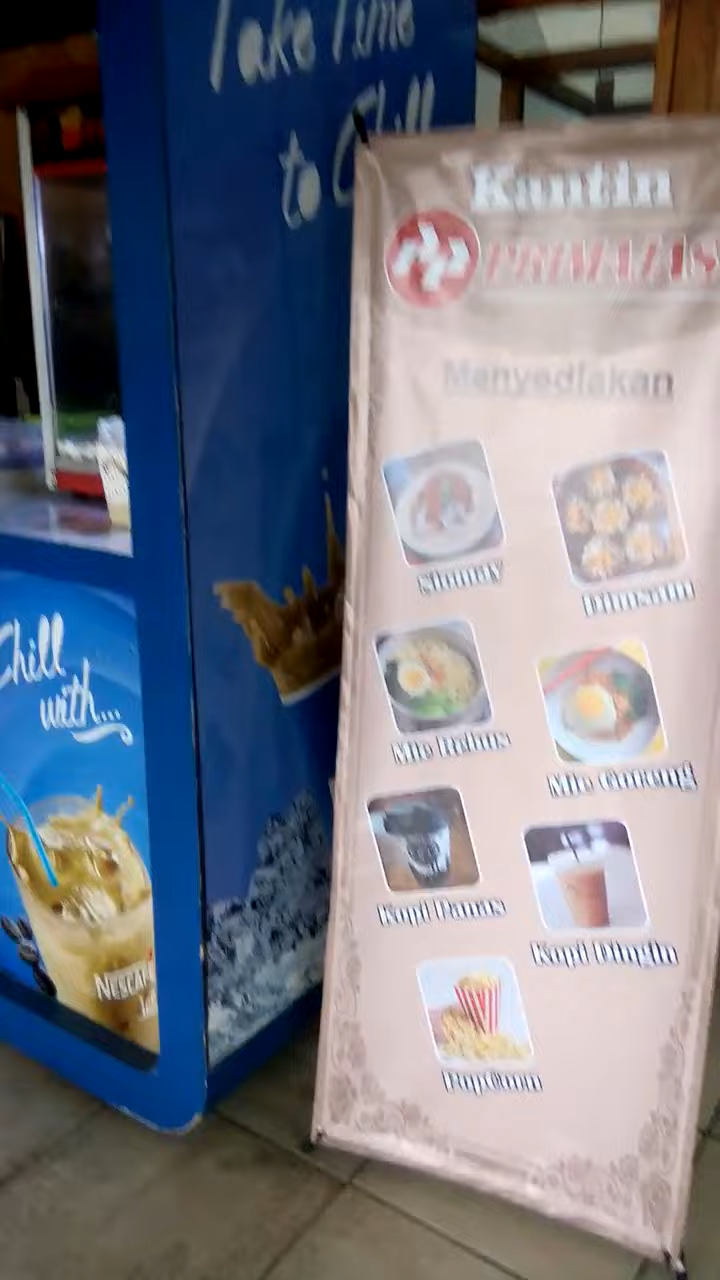 Take Time
to Chill
Kantin
PRIMATAS
Menyediakan
Siomay
Dimsum
Mie Rebus
Mie Goreng
Kopi Panas
Kopi Dingin
PopCorn
Chill
with...